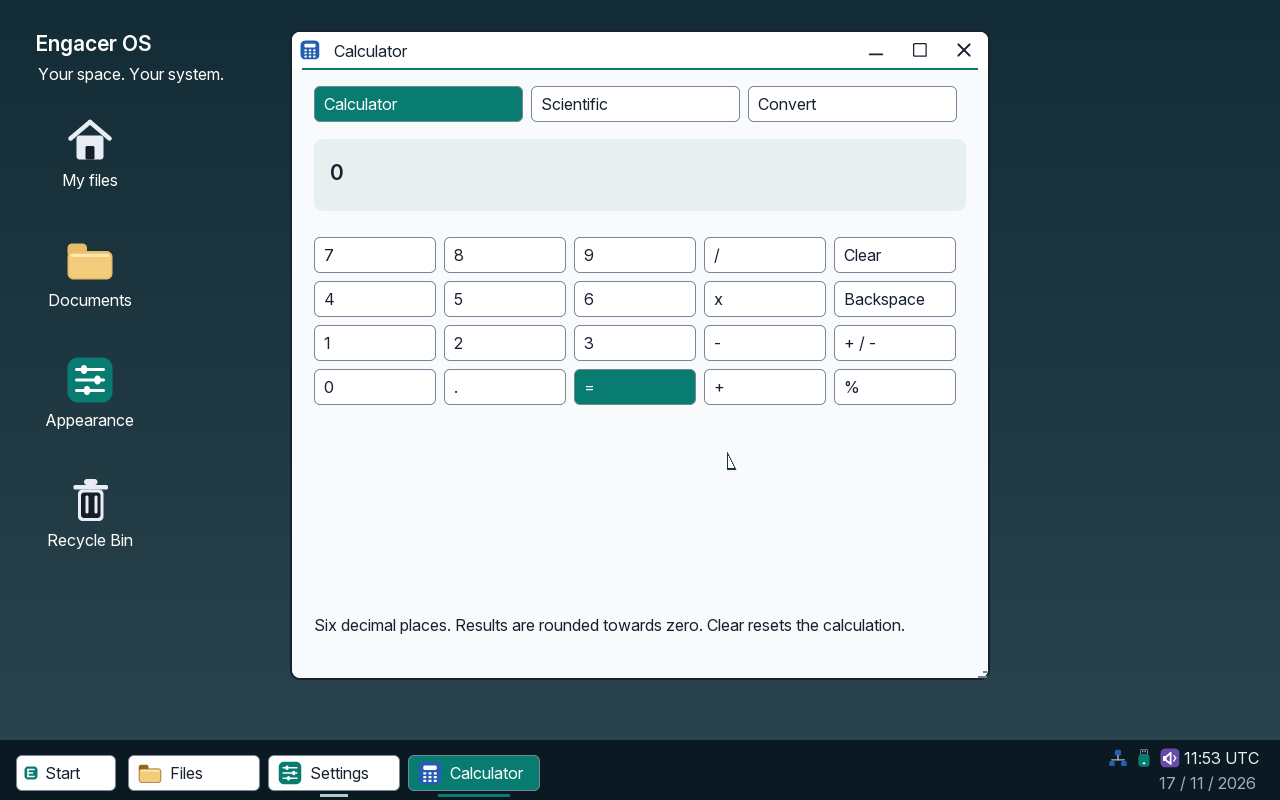 Engacer OS
Your space. Your system.
My files
Documents
Appearance
Recycle Bin
Calculator
Calculator Scientific Convert
0
7 8 9 / Clear
4 5 6 x Backspace
1 2 3 - + / -
0 . = + %
Six decimal places. Results are rounded towards zero. Clear resets the calculation.
E Start Files Settings Calculator 11:53 UTC
17 / 11 / 2026